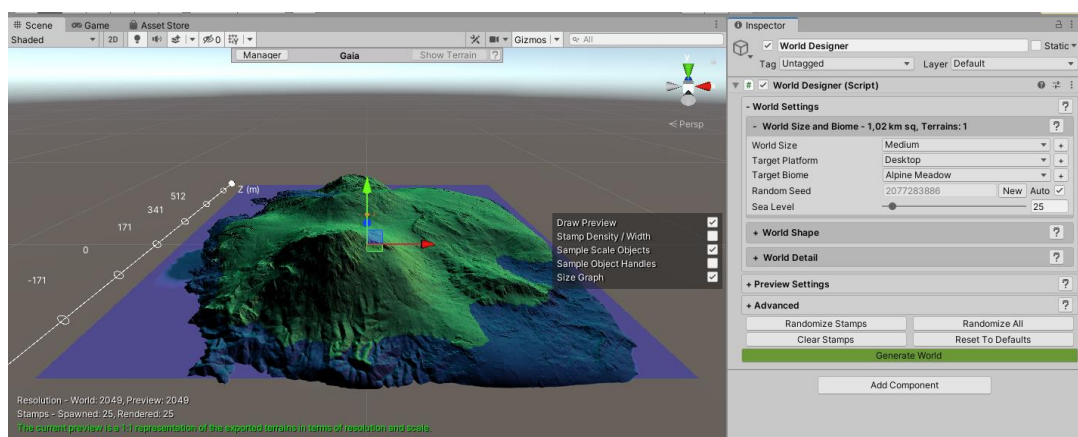 Scene Game Asset Store
Shaded 2D 0 Gizmos All
Manager Gaia Show Terrain ?
Persp
Z (m)
512
341
171
0
-171
Draw Preview
Stamp Density / Width
Sample Scale Objects
Sample Object Handles
Size Graph
Resolution - World: 2049, Preview: 2049
Stamps - Spawned: 25, Rendered: 25
The current preview is a 1:1 representation of the exported terrains in terms of resolution and scale.
Inspector
World Designer Static
Tag Untagged Layer Default
World Designer (Script)
- World Settings ?
- World Size and Biome - 1,02 km sq, Terrains: 1 ?
World Size Medium +
Target Platform Desktop +
Target Biome Alpine Meadow +
Random Seed 2077283886 New Auto
Sea Level 25
+ World Shape ?
+ World Detail ?
+ Preview Settings ?
+ Advanced ?
Randomize Stamps Randomize All
Clear Stamps Reset To Defaults
Generate World
Add Component